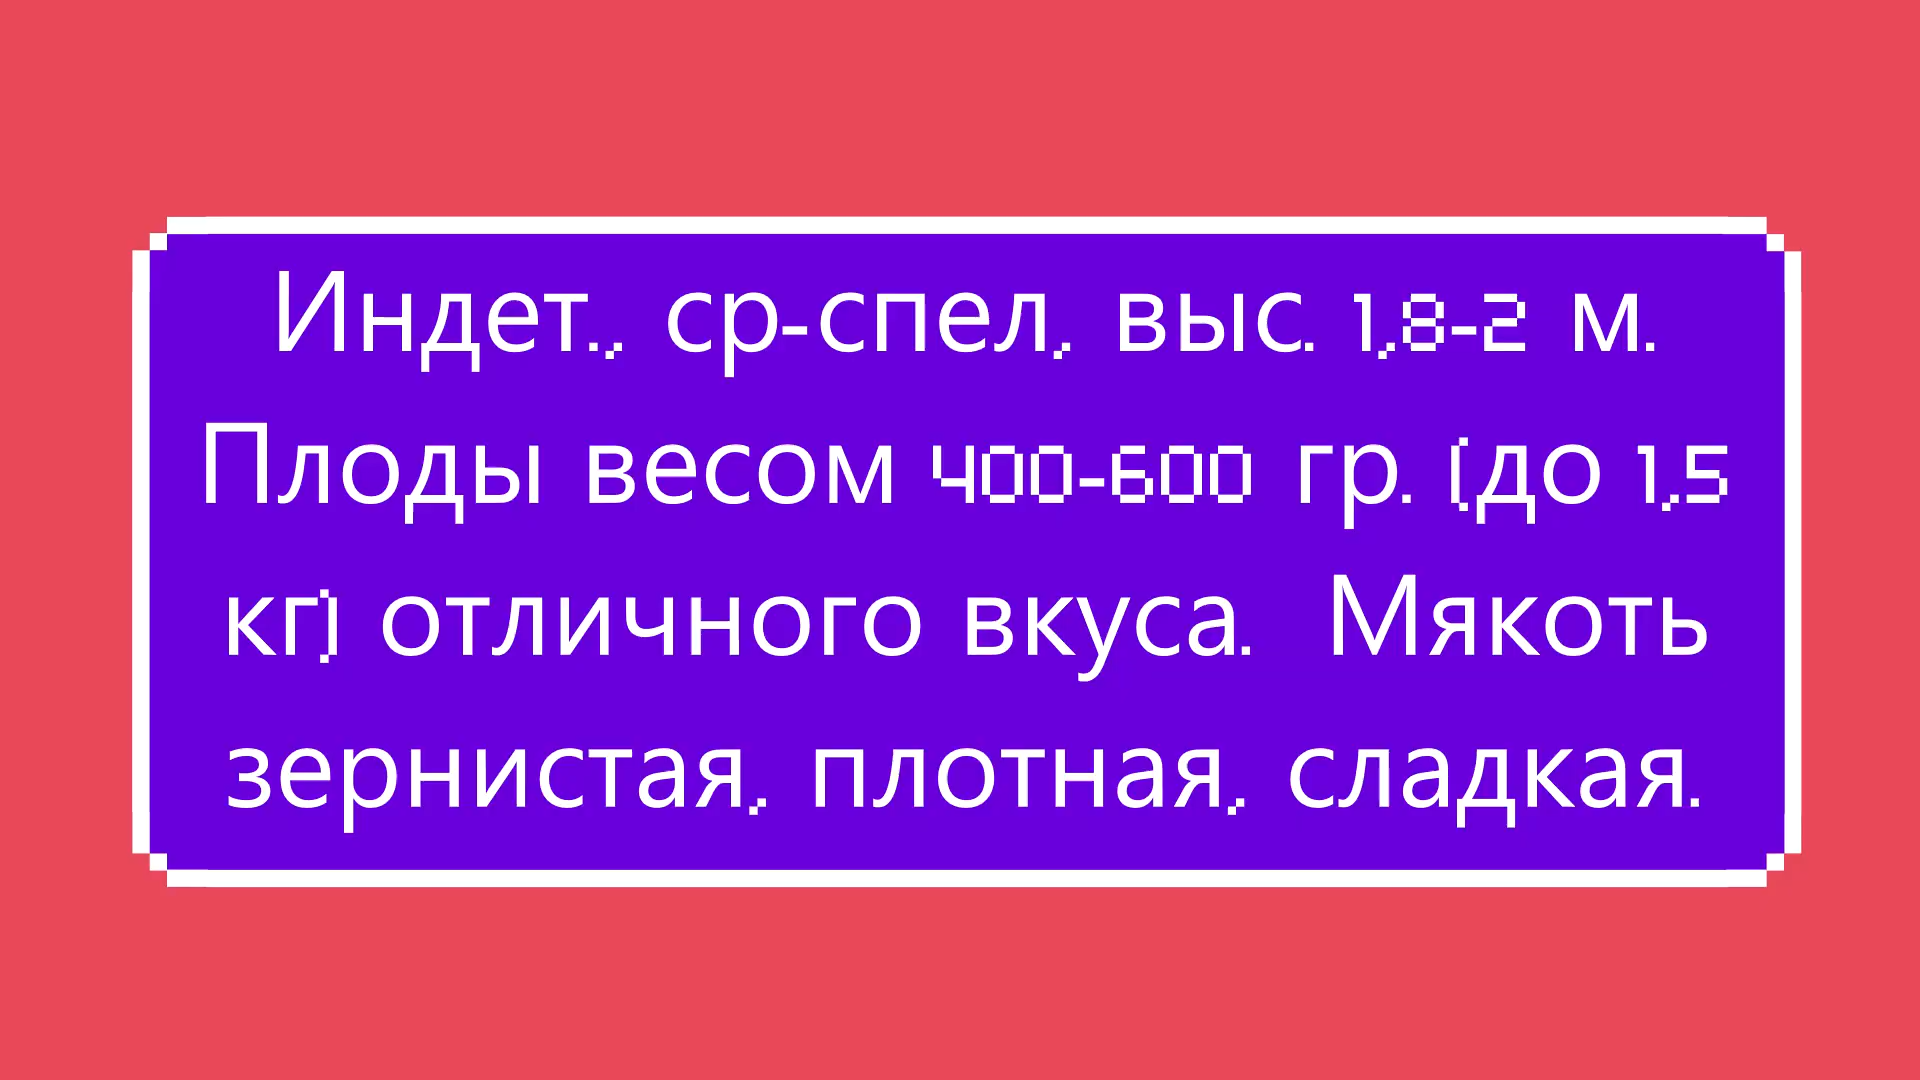 Индет., ср-спел, выс. 1,8-2 м.
Плоды весом 400-600 гр. (до 1,5
кг) отличного вкуса.  Мякоть
зернистая, плотная, сладкая.